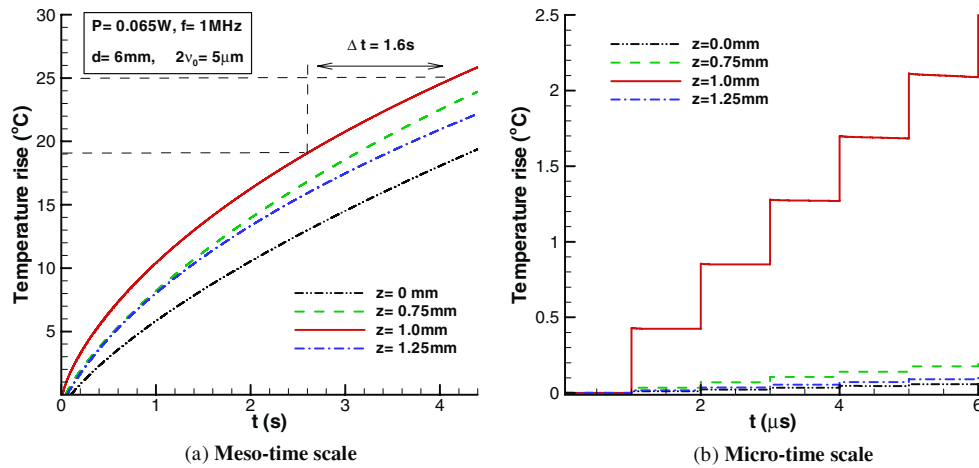 P= 0.065W, f= 1MHz
d= 6mm, 2ν₀= 5μm
Δ t = 1.6s
Temperature rise (°C)
30
25
20
15
10
5
0
1
2
3
4
t (s)
z= 0 mm
z= 0.75mm
z= 1.0mm
z= 1.25mm
(a) Meso-time scale
Temperature rise (°C)
2.5
2
1.5
1
0.5
0
2
4
6
t (μs)
z=0.0mm
z=0.75mm
z=1.0mm
z=1.25mm
(b) Micro-time scale